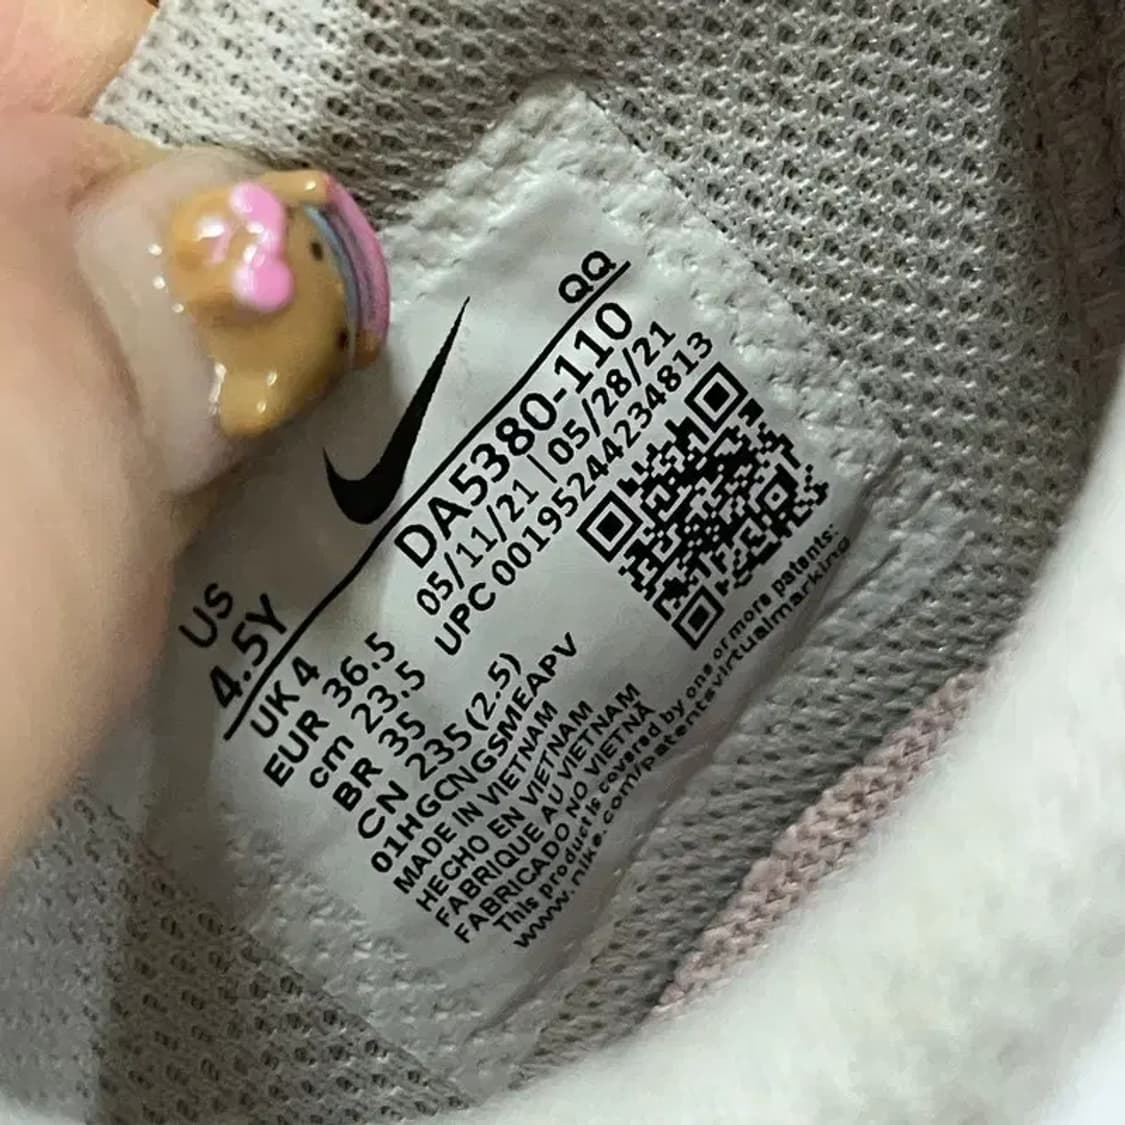 QQ
US
4.5Y
DA5380-110
UK 4
05/11/21 | 05/28/21
EUR 36.5
UPC 00195244234813
cm 23.5
BR 35
CN 235(2.5)
01HGCNGSMEAPV
MADE IN VIETNAM
HECHO EN VIETNAM
FABRIQUE AU VIETNAM
FABRICADO NO VIETNÃ
This product is covered by one or more patents:
www.nike.com/patentsvirtualmarking